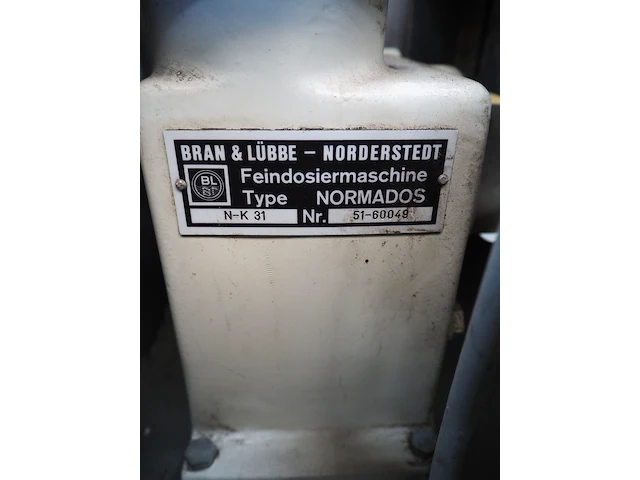 BRAN & LÜBBE – NORDERSTEDT
BL Feindosiermaschine
Type NORMADOS
N-K 31 Nr. 51-60049